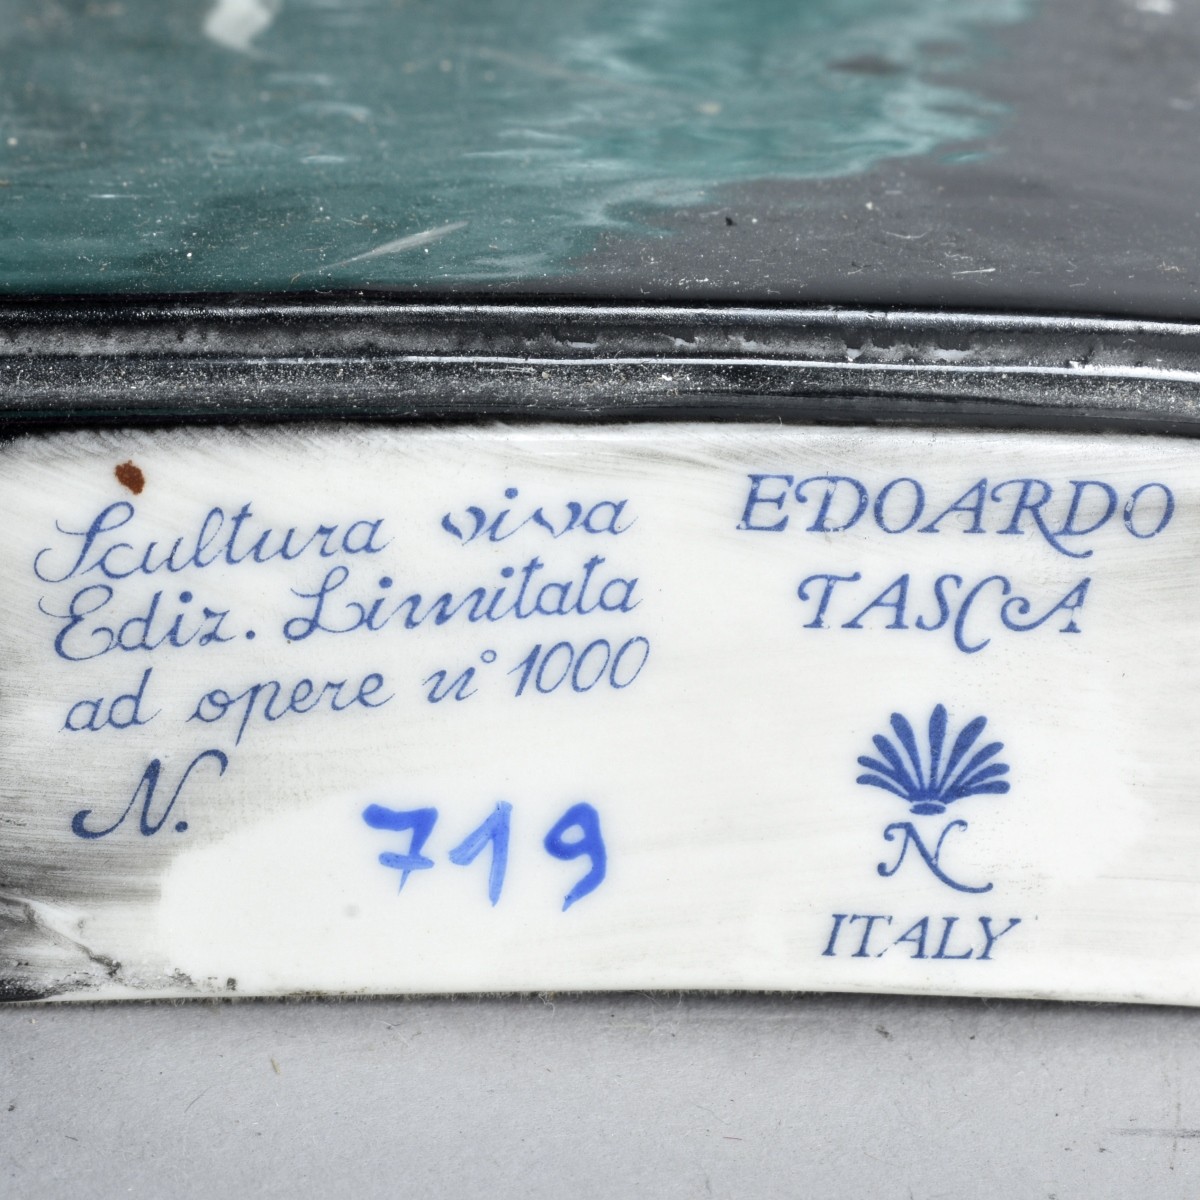 Scultura viva
Ediz. Limitata
ad opere n° 1000
N. 719
EDOARDO
TASCA
N
ITALY